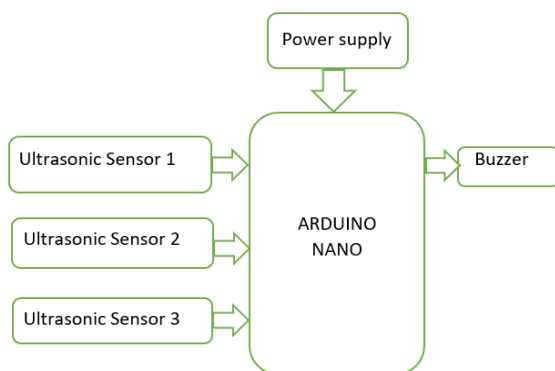 Power supply
Ultrasonic Sensor 1
Buzzer
Ultrasonic Sensor 2
ARDUINO
NANO
Ultrasonic Sensor 3